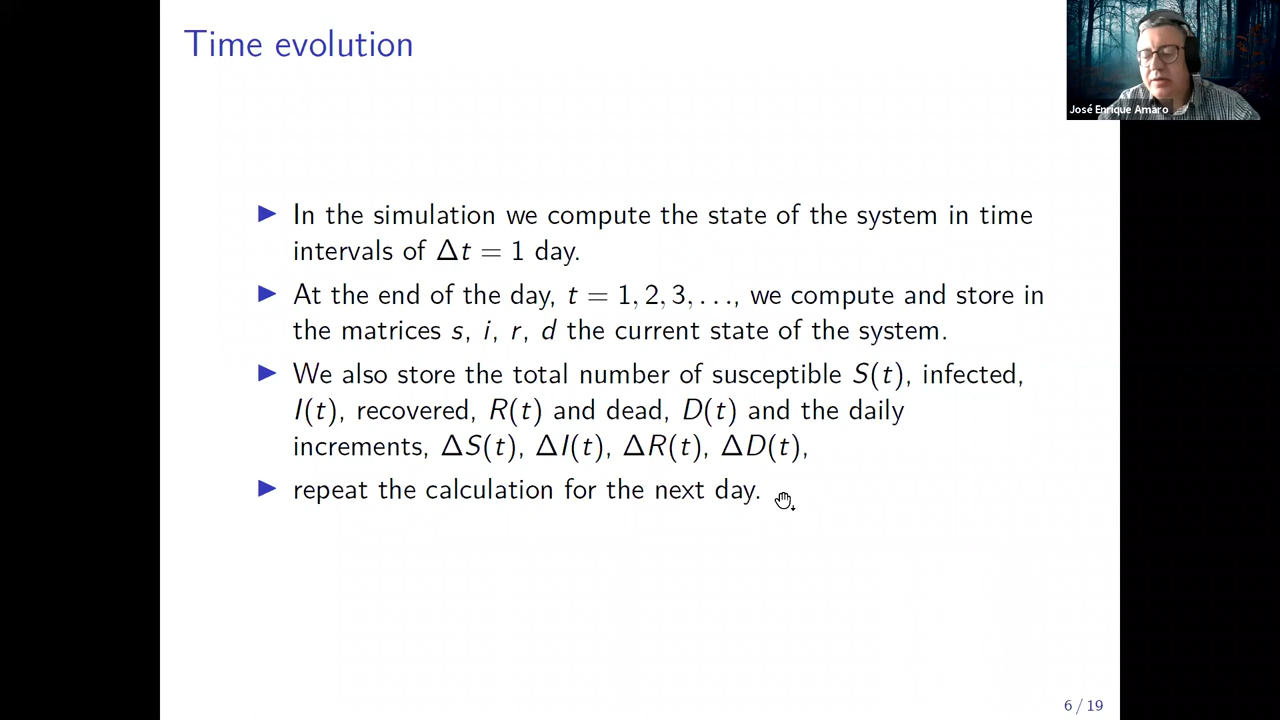 Time evolution
José Enrique Amaro
▶ In the simulation we compute the state of the system in time
intervals of Δt = 1 day.
▶ At the end of the day, t = 1, 2, 3, . . ., we compute and store in
the matrices s, i, r, d the current state of the system.
▶ We also store the total number of susceptible S(t), infected,
I(t), recovered, R(t) and dead, D(t) and the daily
increments, ΔS(t), ΔI(t), ΔR(t), ΔD(t),
▶ repeat the calculation for the next day.
6 / 19